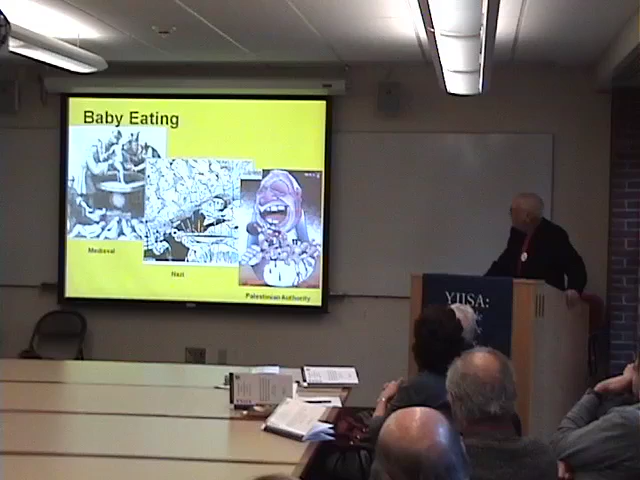 Baby Eating
Medieval
Nazi
Palestinian Authority
YIISA: